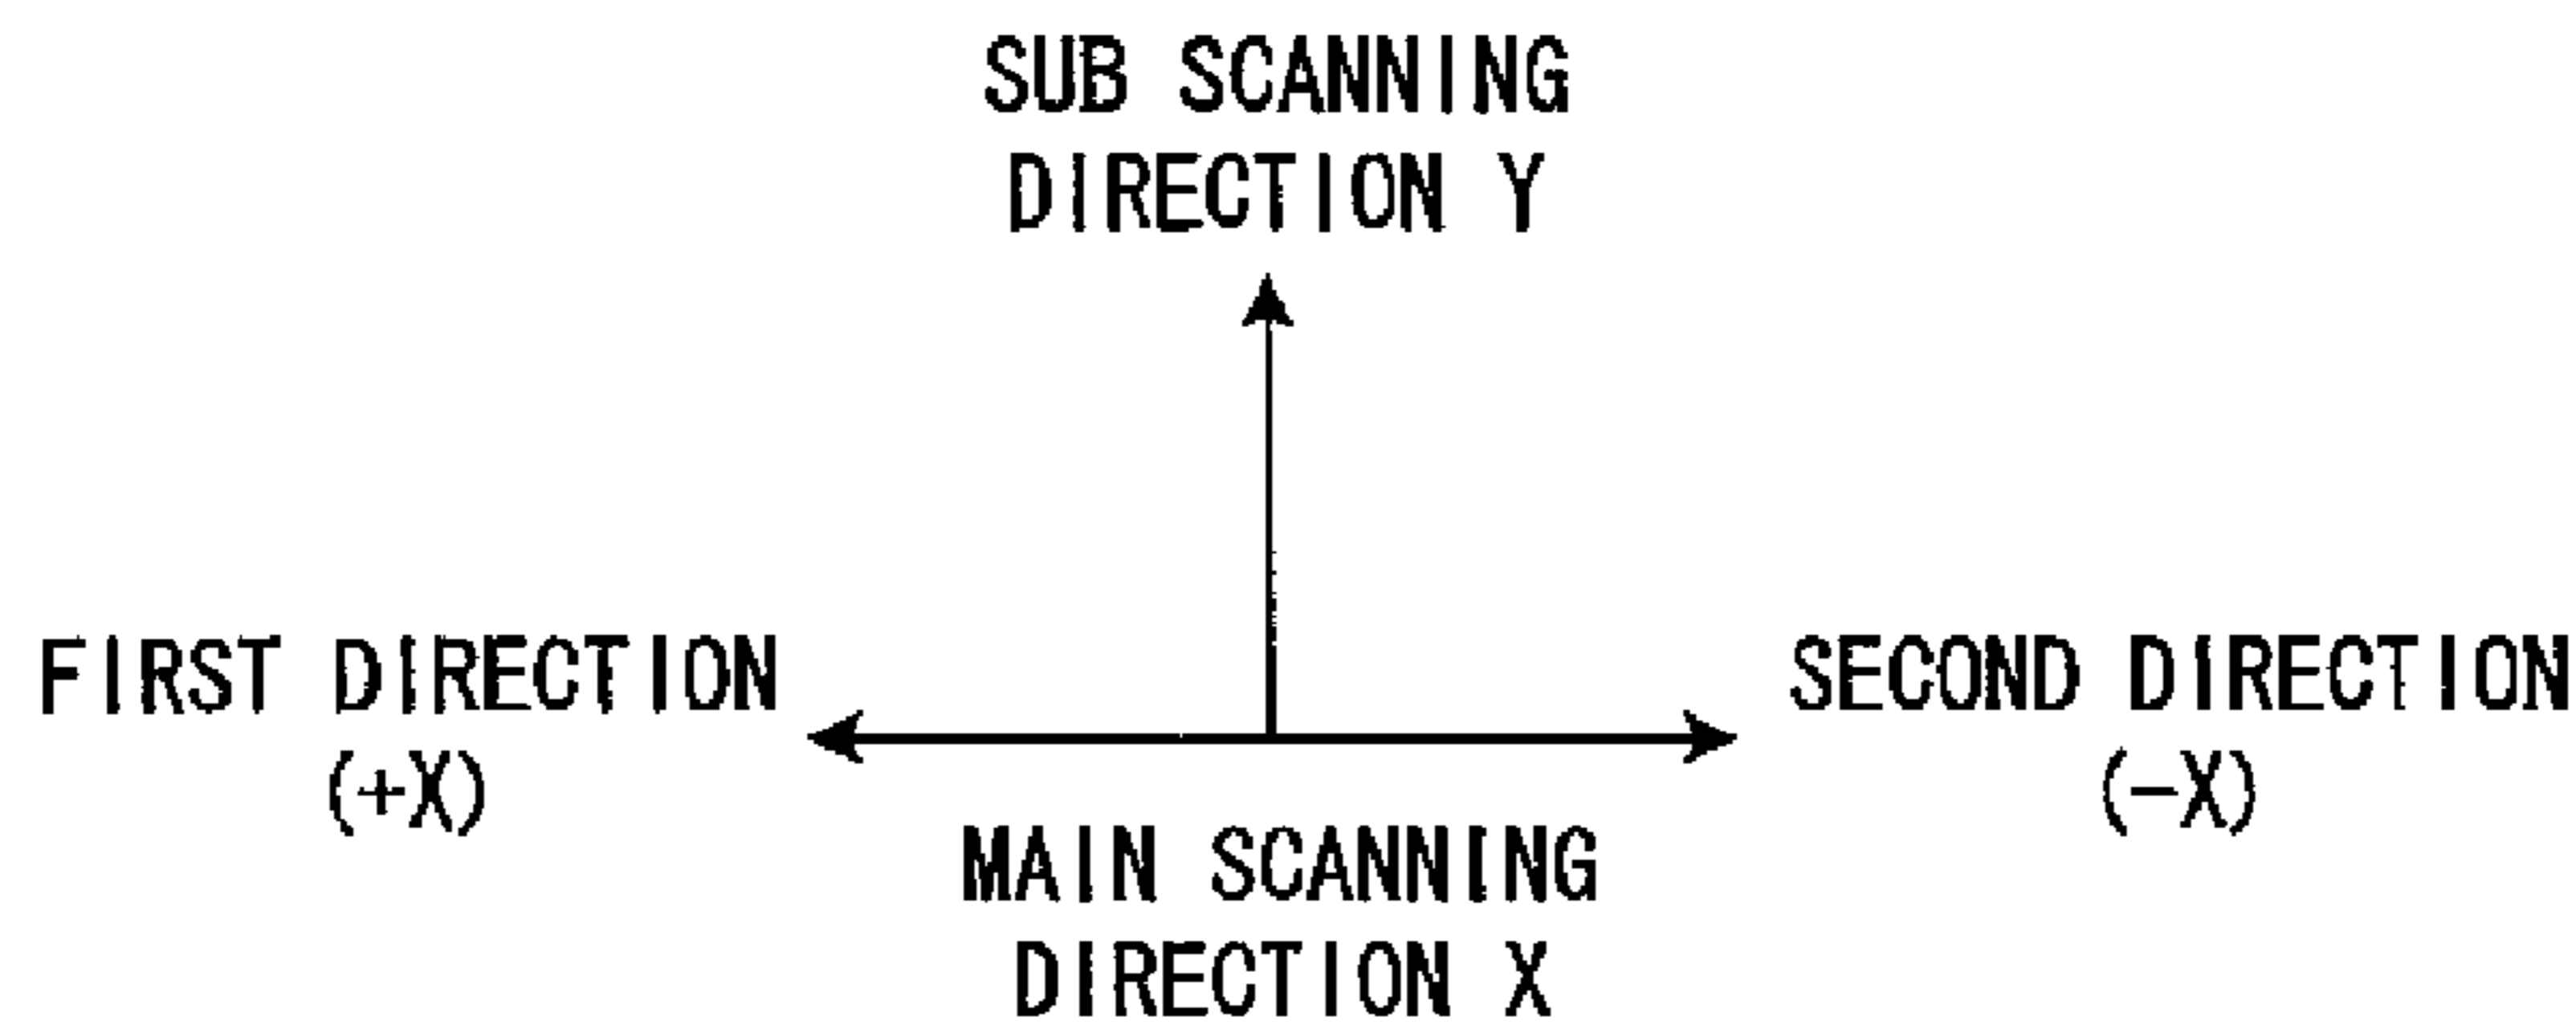 SUB SCANNING
DIRECTION Y
FIRST DIRECTION
(+X)
SECOND DIRECTION
(-X)
MAIN SCANNING
DIRECTION X